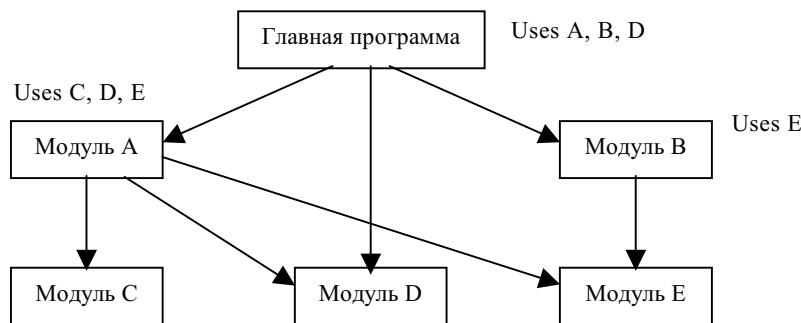 Главная программа
Uses A, B, D
Uses C, D, E
Модуль A
Модуль B
Uses E
Модуль C
Модуль D
Модуль E